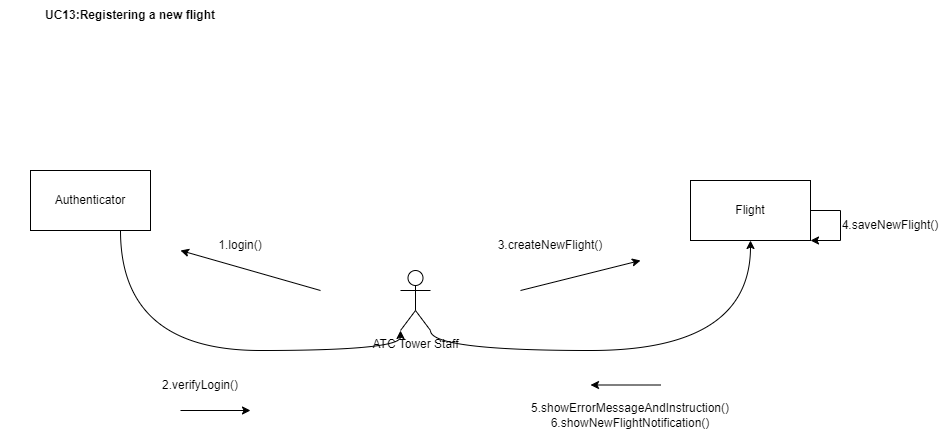 UC13:Registering a new flight
Authenticator
Flight
4.saveNewFlight()
1.login()
3.createNewFlight()
ATC Tower Staff
2.verifyLogin()
5.showErrorMessageAndInstruction()
6.showNewFlightNotification()